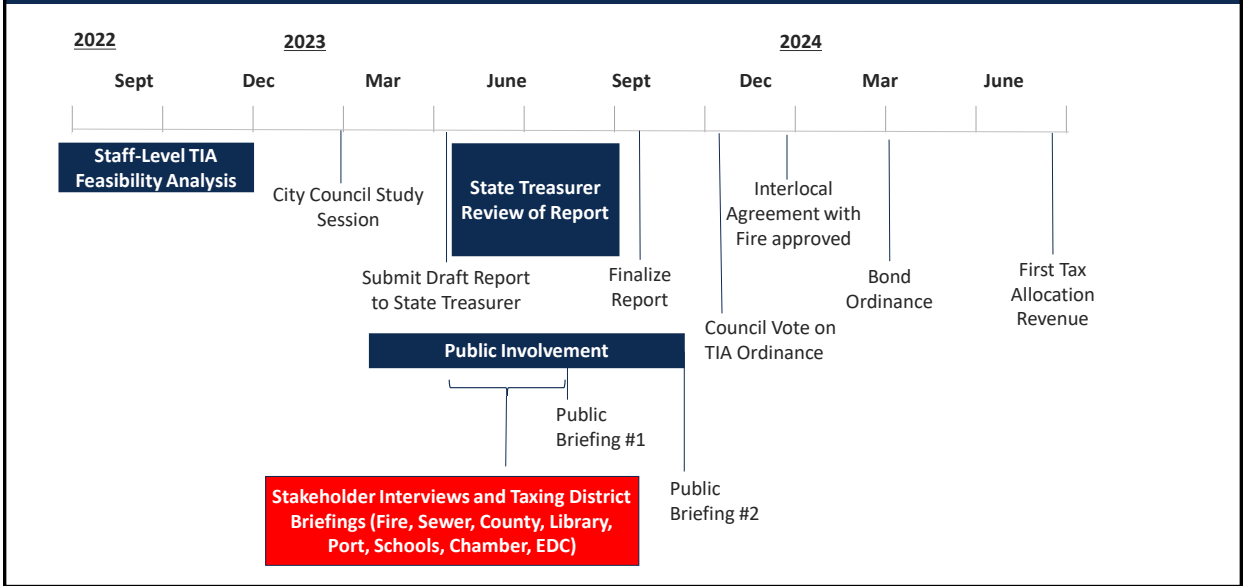 2022
2023
2024
Sept
Dec
Mar
June
Sept
Dec
Mar
June
Staff-Level TIA
Feasibility Analysis
City Council Study
Session
Submit Draft Report
to State Treasurer
State Treasurer
Review of Report
Finalize
Report
Council Vote on
TIA Ordinance
Interlocal
Agreement with
Fire approved
Bond
Ordinance
First Tax
Allocation
Revenue
Public Involvement
Public
Briefing #1
Public
Briefing #2
Stakeholder Interviews and Taxing District
Briefings (Fire, Sewer, County, Library,
Port, Schools, Chamber, EDC)